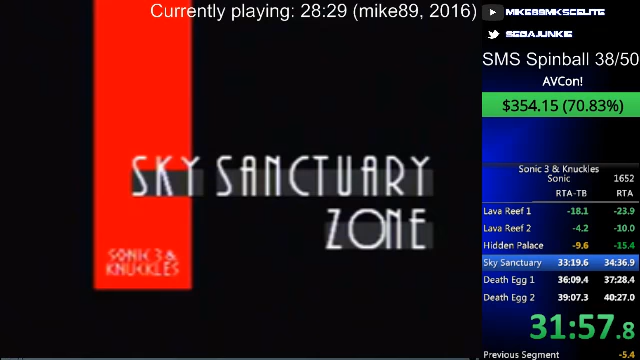 Currently playing: 28:29 (mike89, 2016)
MIKE89MKSCELITE
SEGAJUNKIE
SMS Spinball 38/50
AVCon!
$354.15 (70.83%)
SKY SANCTUARY
ZONE
SONIC 3 &
KNUCKLES
Sonic 3 & Knuckles
Sonic 1652
RTA-TB RTA
Lava Reef 1 -18.1 -23.9
Lava Reef 2 -4.2 -10.0
Hidden Palace -9.6 -15.4
Sky Sanctuary 33:19.6 34:36.9
Death Egg 1 36:09.4 37:28.4
Death Egg 2 39:07.3 40:27.0
31:57.8
Previous Segment -5.4